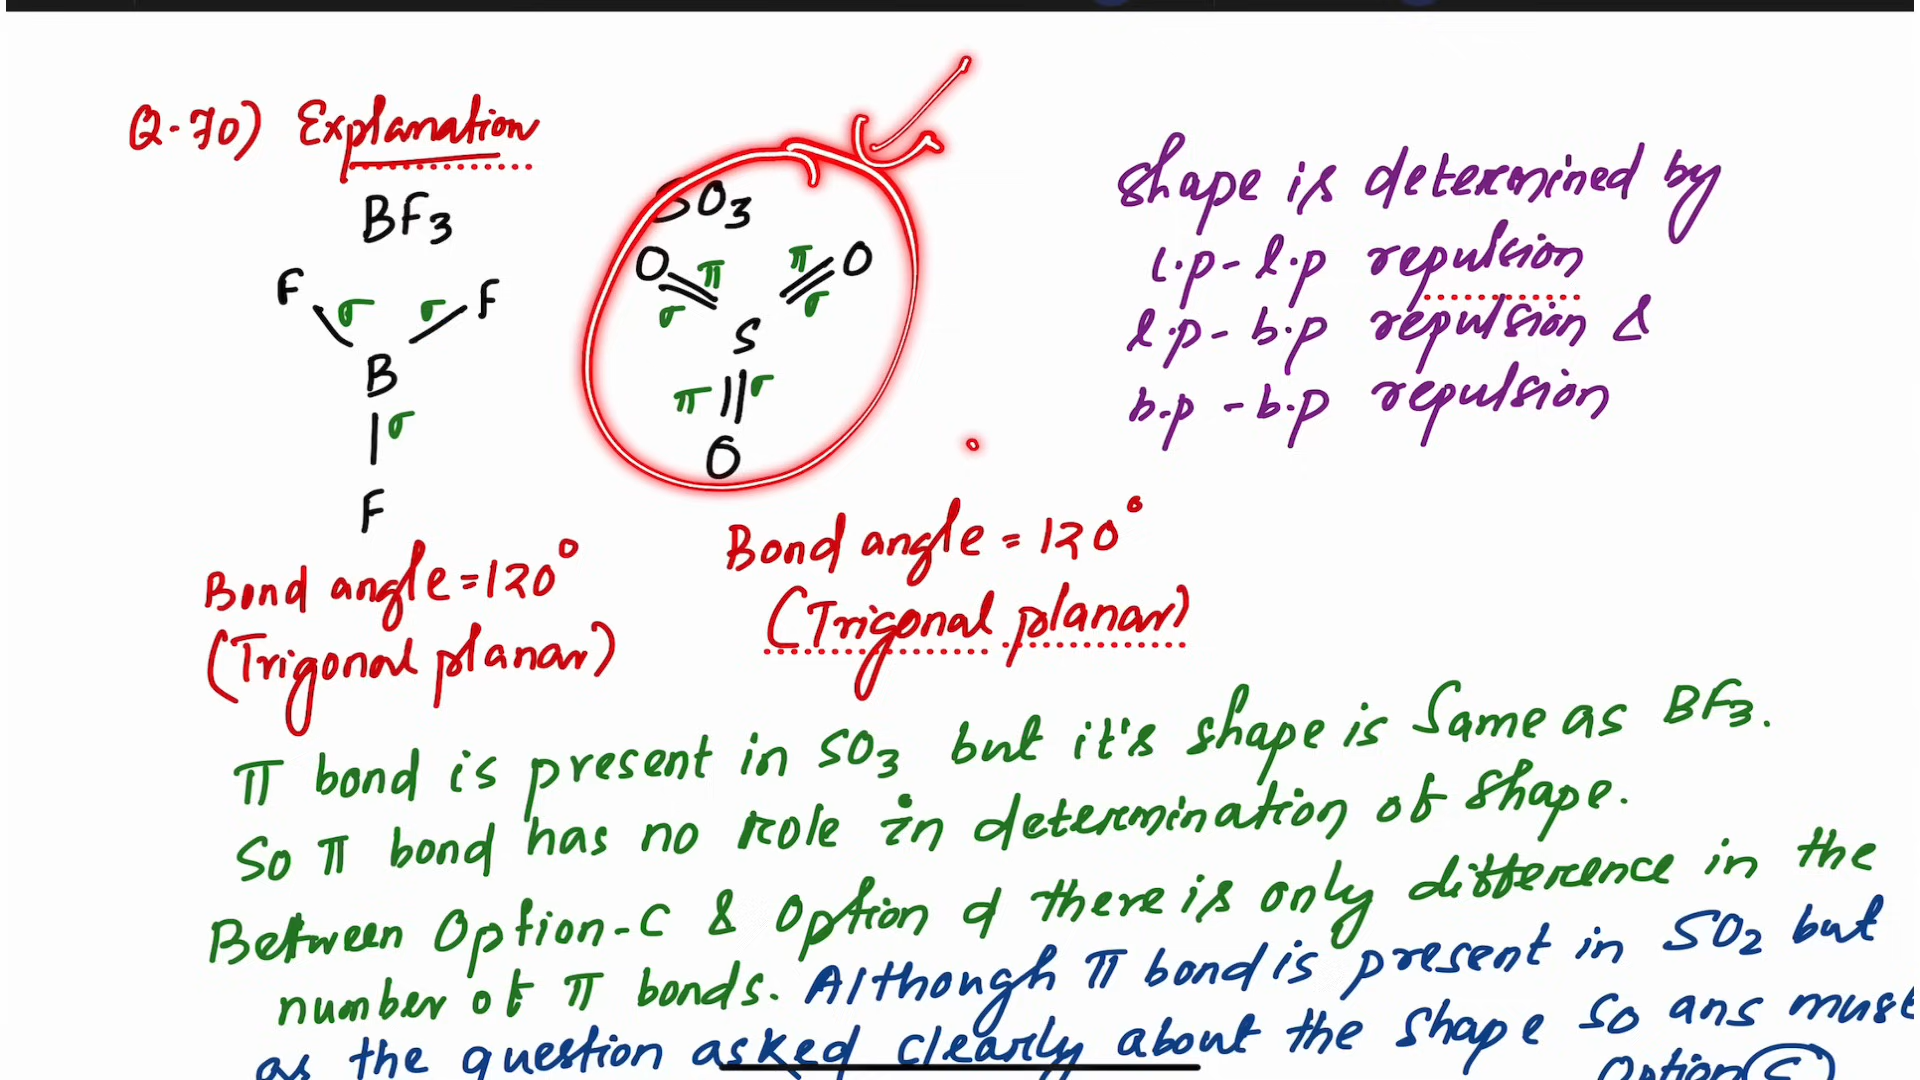 Q-70) Explanation
BF3
F σ σ F
B
σ
F
Bond angle = 120°
(Trigonal planar)
SO3
O π π O
σ σ
S
π σ
O
Bond angle = 120°
(Trigonal planar)
shape is determined by
l.p - l.p repulsion
l.p - b.p repulsion &
b.p - b.p repulsion
π bond is present in SO3 but it's shape is same as BF3.
So π bond has no role in determination of shape.
Between Option-C & Option d there is only difference in the
number of π bonds. Although π bond is present in SO2 but
as the question asked clearly about the shape so ans must
Option C